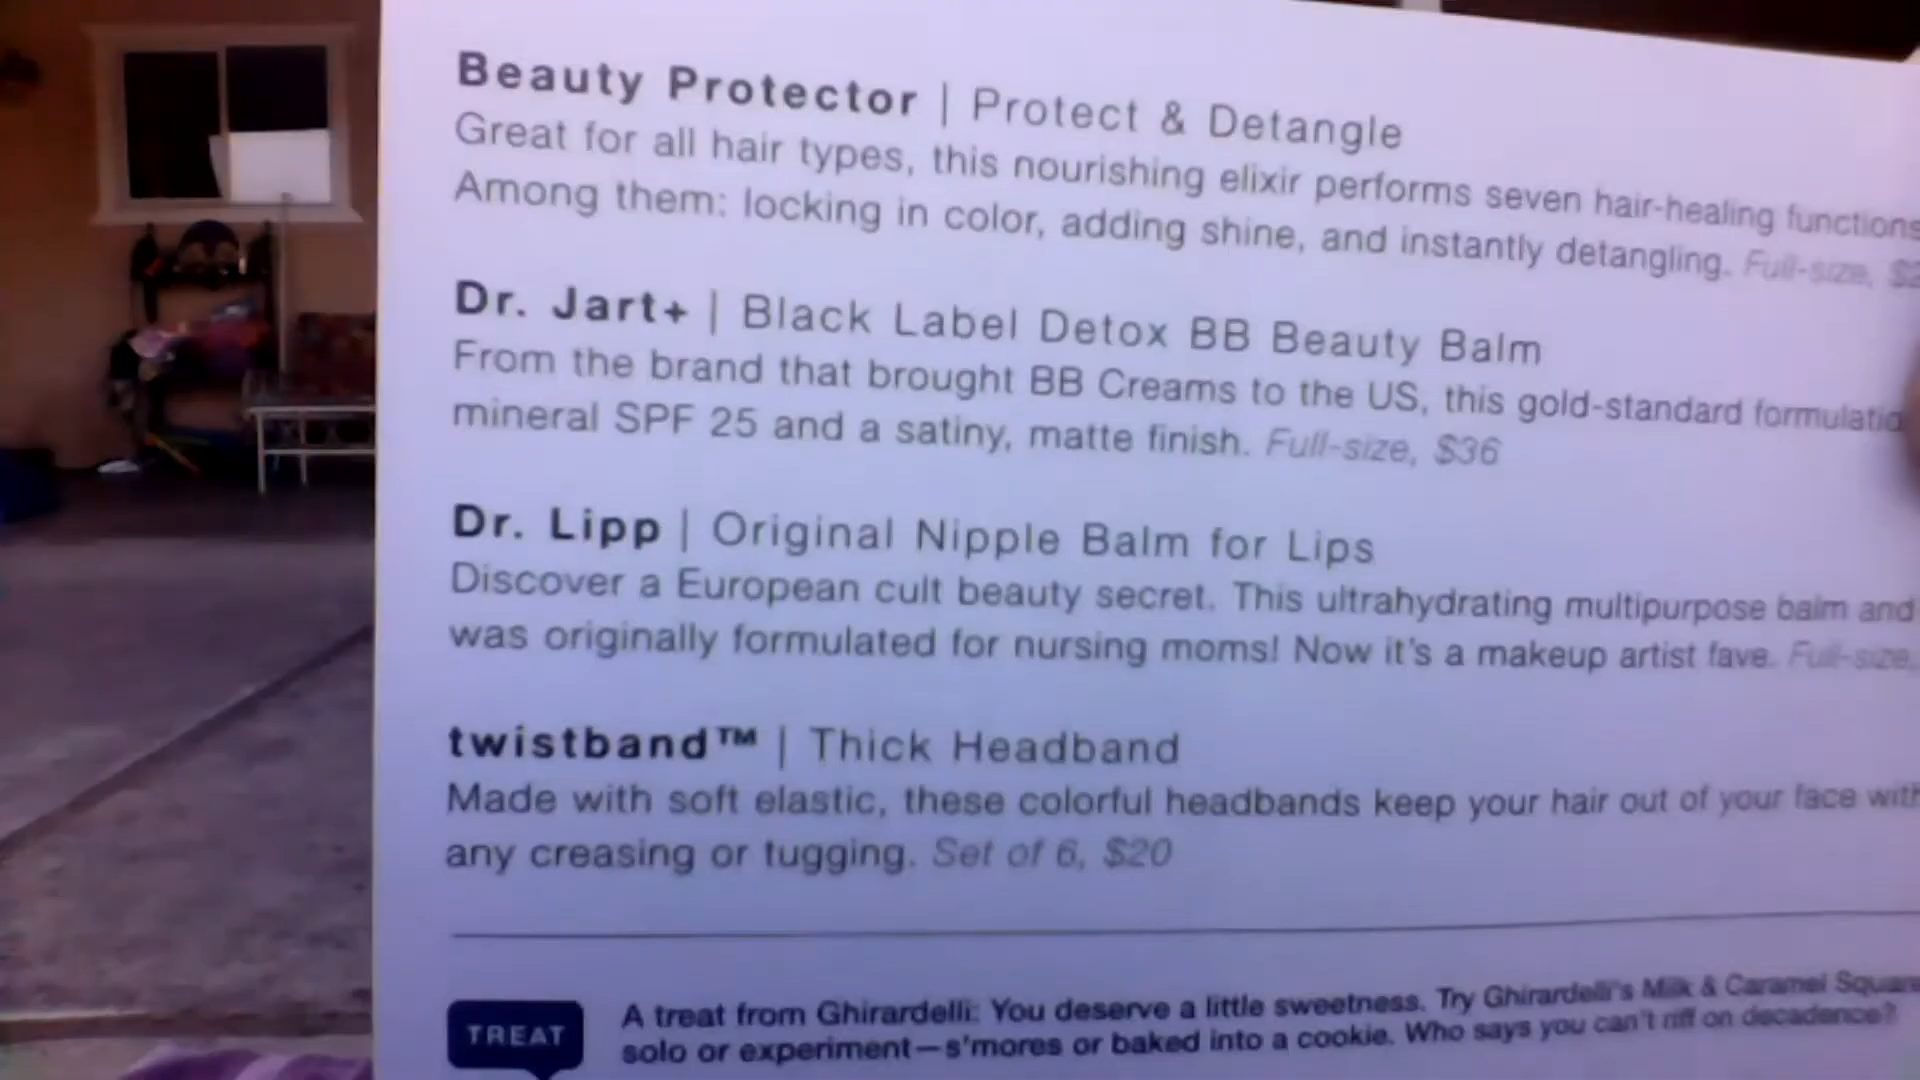 Beauty Protector | Protect & Detangle
Great for all hair types, this nourishing elixir performs seven hair-healing functions
Among them: locking in color, adding shine, and instantly detangling. Full-size,
Dr. Jart+ | Black Label Detox BB Beauty Balm
From the brand that brought BB Creams to the US, this gold-standard
mineral SPF 25 and a satiny, matte finish. Full-size, $36
Dr. Lipp | Original Nipple Balm for Lips
Discover a European cult beauty secret. This ultrahydrating multipurpose balm and
was originally formulated for nursing moms! Now it's a makeup artist fave. Full-size,
twistband™ | Thick Headband
Made with soft elastic, these colorful headbands keep your hair out of your face
any creasing or tugging. Set of 6, $20
TREAT
A treat from Ghirardelli: You deserve a little sweetness. Try Ghirardelli's Milk & Caramel
solo or experiment—s'mores or baked into a cookie. Who says you can't riff on decadence?